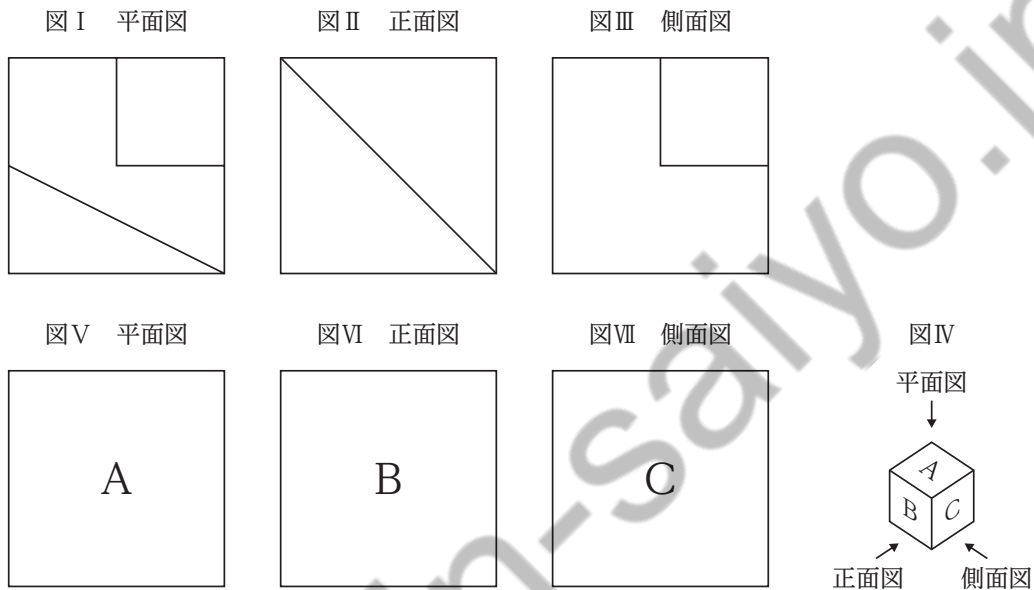 図Ⅰ 平面図
図Ⅱ 正面図
図Ⅲ 側面図
図Ⅴ 平面図
図Ⅵ 正面図
図Ⅶ 側面図
図Ⅳ
平面図
A
B
C
A
B
C
正面図
側面図
n-saiyo.in